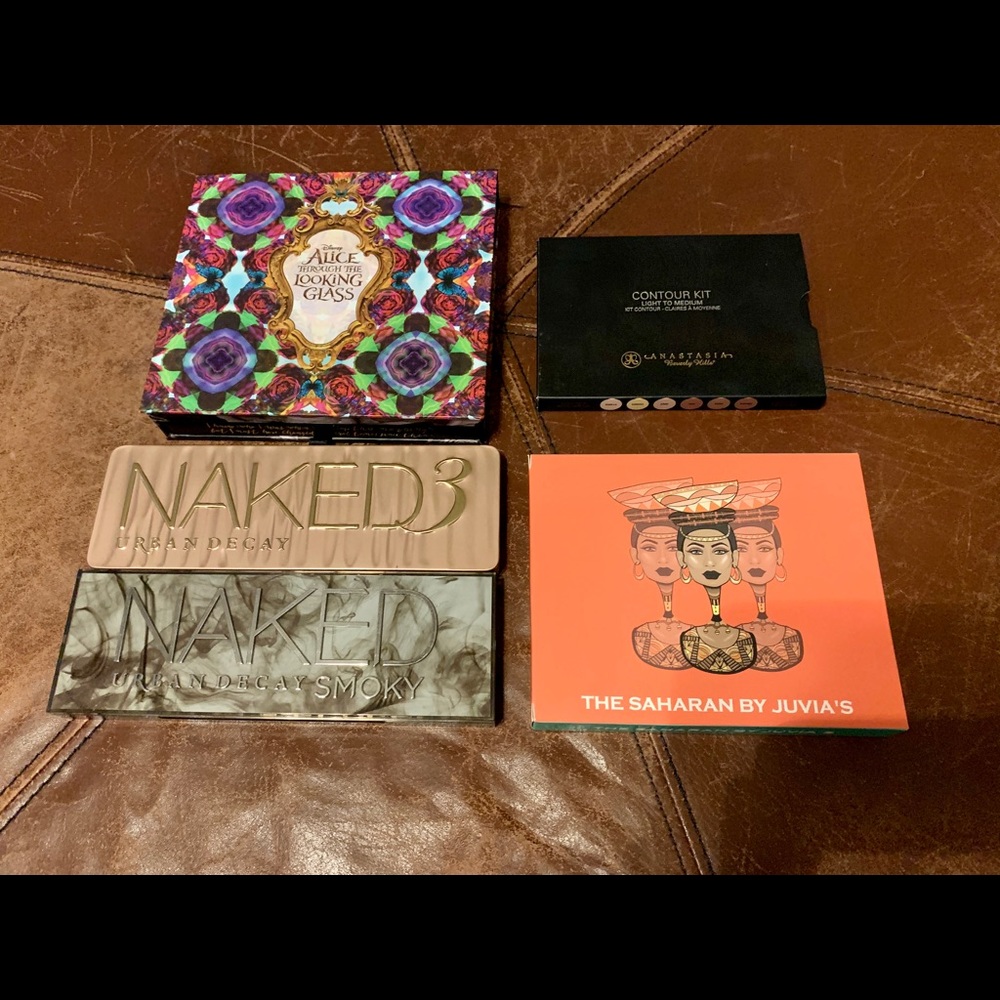 Disney
ALICE
THROUGH THE
LOOKING
GLASS
CONTOUR KIT
LIGHT TO MEDIUM
KIT CONTOUR - CLAIRES À MOYENNE
ANASTASIA
Beverly Hills
NAKED3
URBAN DECAY
NAKED
URBAN DECAY SMOKY
THE SAHARAN BY JUVIA'S